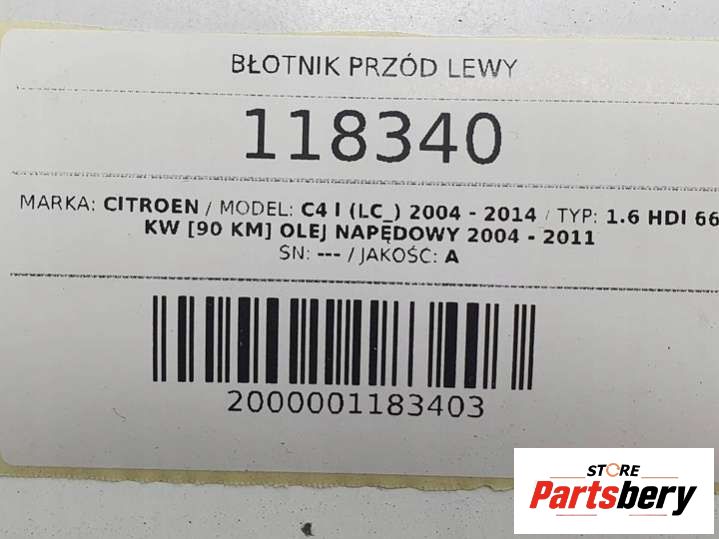 BŁOTNIK PRZÓD LEWY
118340
MARKA: CITROEN / MODEL: C4 I (LC_) 2004 - 2014 / TYP: 1.6 HDI 66
KW [90 KM] OLEJ NAPĘDOWY 2004 - 2011
SN: --- / JAKOŚĆ: A
2000001183403
STORE
Partsbery